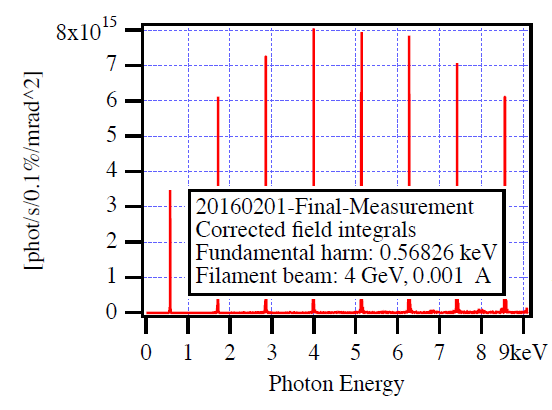 8x10^15
7
6
5
4
3
2
1
0
[phot/s/0.1%/mrad^2]
20160201-Final-Measurement
Corrected field integrals
Fundamental harm: 0.56826 keV
Filament beam: 4 GeV, 0.001 A
0 1 2 3 4 5 6 7 8 9keV
Photon Energy